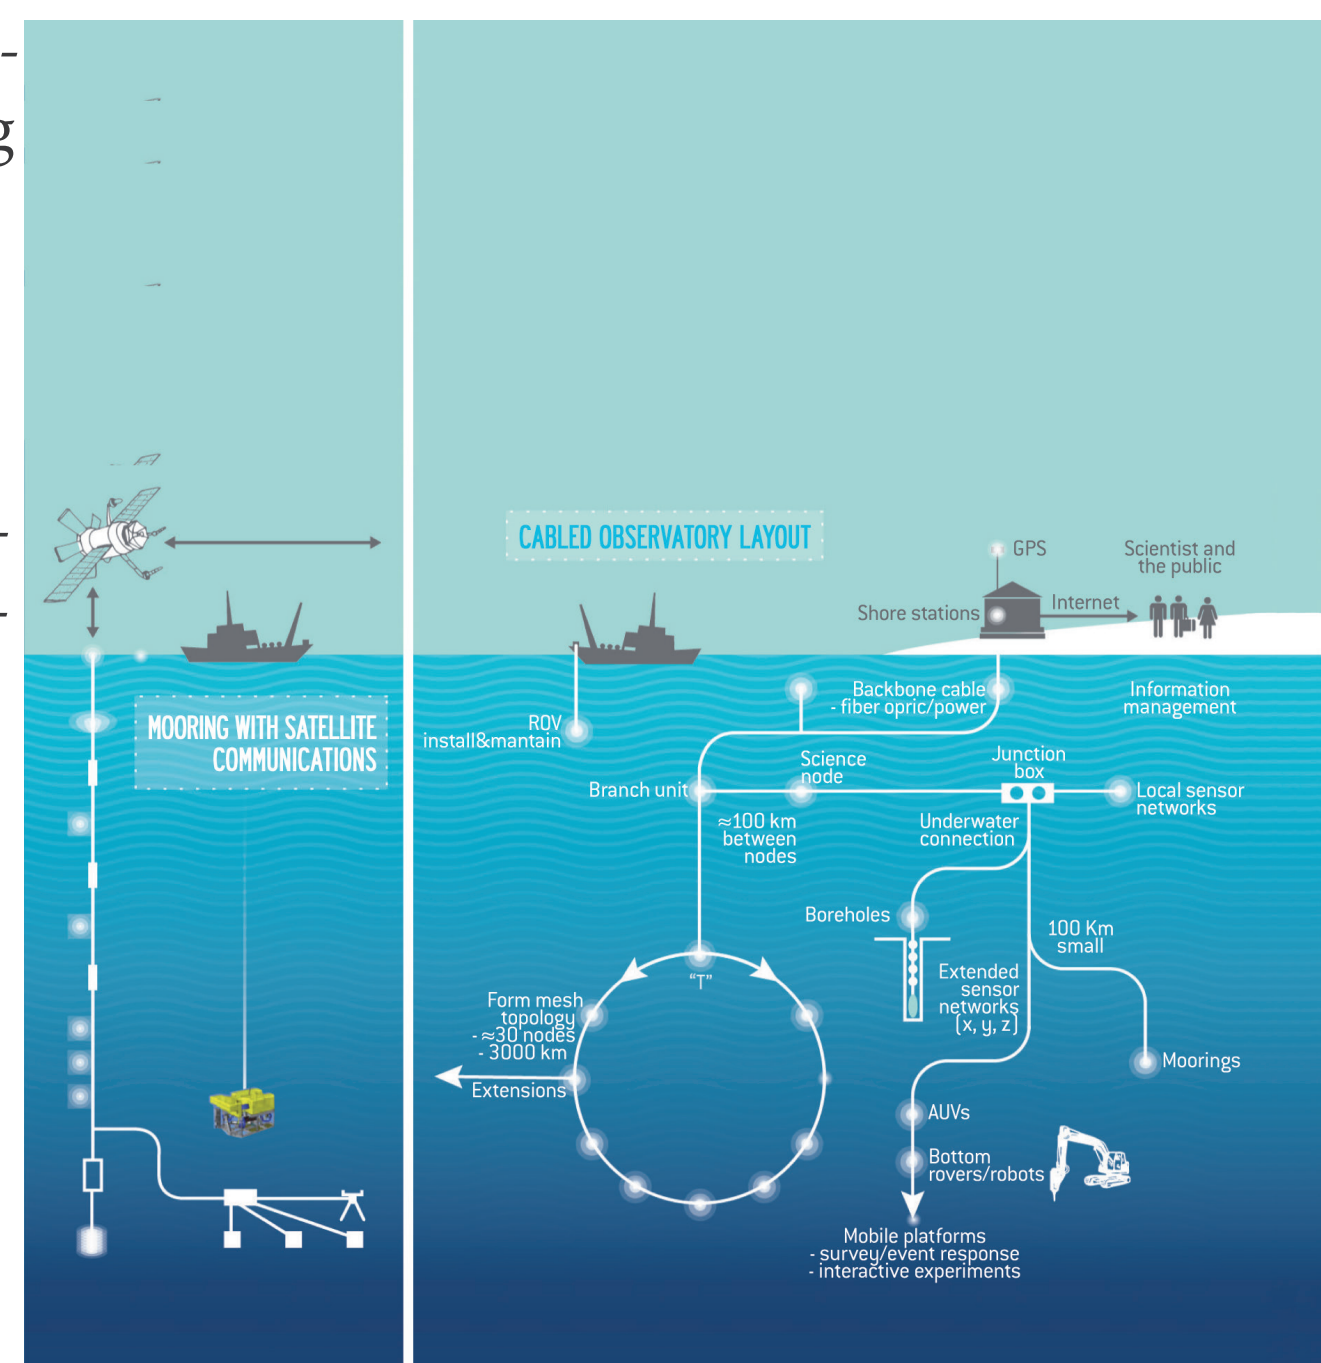 -
g
-
-
MOORING WITH SATELLITE
COMMUNICATIONS
CABLED OBSERVATORY LAYOUT
GPS
Scientist and
the public
Shore stations
Internet
ROV
install&mantain
Backbone cable
- fiber opric/power
Information
management
Branch unit
Science
node
Junction
box
Local sensor
networks
≈100 km
between
nodes
Underwater
connection
Boreholes
100 Km
small
"T"
Extended
sensor
networks
(x, y, z)
Form mesh
topology
- ≈30 nodes
- 3000 km
Extensions
Moorings
AUVs
Bottom
rovers/robots
Mobile platforms
- survey/event response
- interactive experiments